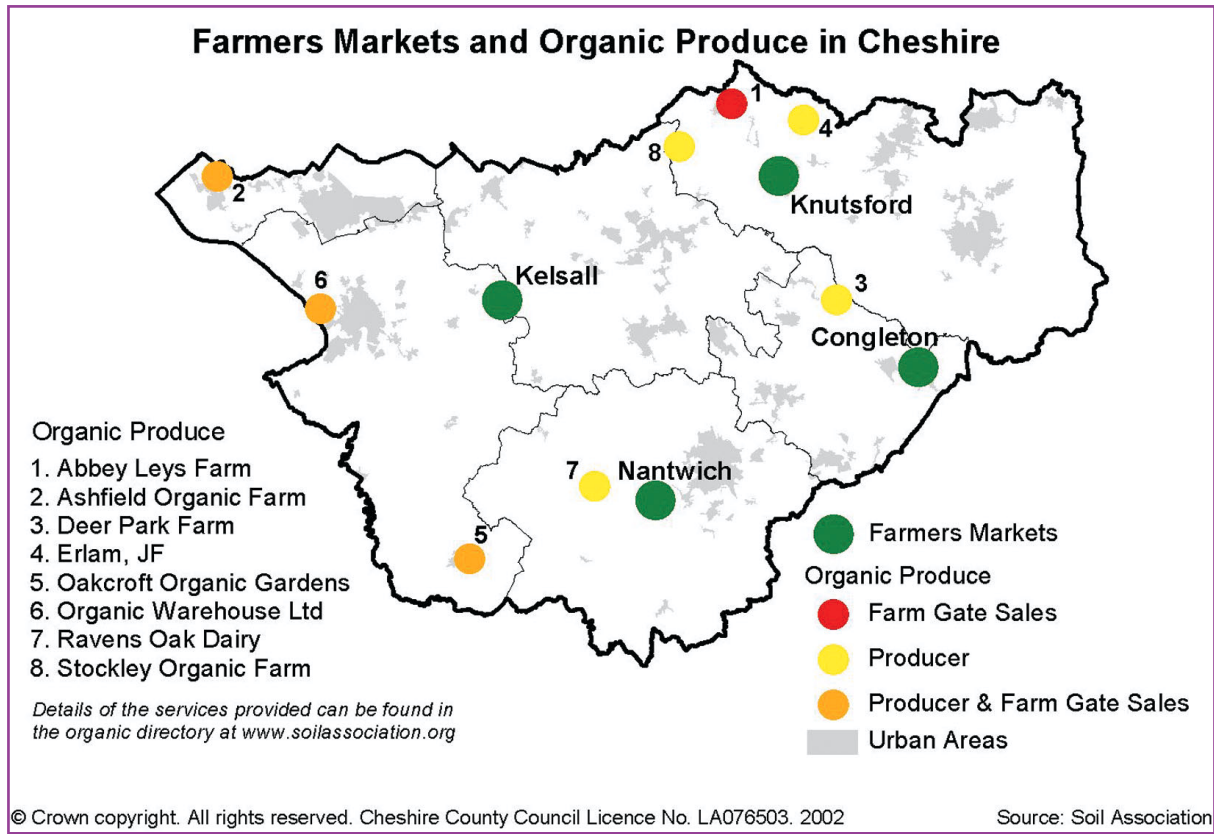 Farmers Markets and Organic Produce in Cheshire
1
4
8
2
Knutsford
6
Kelsall
3
Congleton
7
Nantwich
5
Organic Produce
1. Abbey Leys Farm
2. Ashfield Organic Farm
3. Deer Park Farm
4. Erlam, JF
5. Oakcroft Organic Gardens
6. Organic Warehouse Ltd
7. Ravens Oak Dairy
8. Stockley Organic Farm
Details of the services provided can be found in
the organic directory at www.soilassociation.org
Farmers Markets
Organic Produce
Farm Gate Sales
Producer
Producer & Farm Gate Sales
Urban Areas
© Crown copyright. All rights reserved. Cheshire County Council Licence No. LA076503. 2002
Source: Soil Association